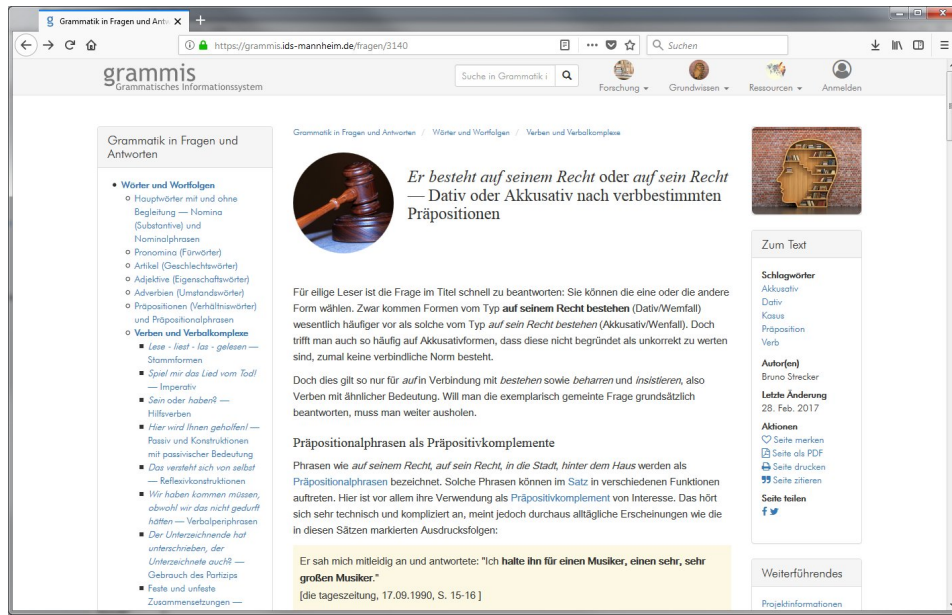 Grammatik in Fragen und Ant
https://grammis.ids-mannheim.de/fragen/3140
Suchen
grammis
Grammatisches Informationssystem
Suche in Grammatik i
Forschung
Grundwissen
Ressourcen
Anmelden
Grammatik in Fragen und
Antworten
Wörter und Wortfolgen
Hauptwörter mit und ohne
Begleitung — Nomina
(Substantive) und
Nominalphrasen
Pronomina (Fürwörter)
Artikel (Geschlechtswörter)
Adjektive (Eigenschaftswörter)
Adverbien (Umstandswörter)
Präpositionen (Verhältniswörter)
und Präpositionalphrasen
Verben und Verbalkomplexe
Lese - liest - las - gelesen —
Stammformen
Spiel mir das Lied vom Tod!
— Imperativ
Sein oder haben? —
Hilfsverben
Hier wird Ihnen geholfen! —
Passiv und Konstruktionen
mit passivischer Bedeutung
Das versteht sich von selbst
— Reflexivkonstruktionen
Wir haben kommen müssen,
obwohl wir das nicht gedurft
hätten — Verbalperiphrasen
Der Unterzeichnende hat
unterschrieben, der
Unterzeichnete auch? —
Gebrauch des Partizips
Feste und unfeste
Zusammensetzungen —
Grammatik in Fragen und Antworten / Wörter und Wortfolgen / Verben und Verbalkomplexe
Er besteht auf seinem Recht oder auf sein Recht
— Dativ oder Akkusativ nach verbbestimmten
Präpositionen
Für eilige Leser ist die Frage im Titel schnell zu beantworten: Sie können die eine oder die andere
Form wählen. Zwar kommen Formen vom Typ auf seinem Recht bestehen (Dativ/Wemfall)
wesentlich häufiger vor als solche vom Typ auf sein Recht bestehen (Akkusativ/Wenfall). Doch
trifft man auch so häufig auf Akkusativformen, dass diese nicht begründet als unkorrekt zu werten
sind, zumal keine verbindliche Norm besteht.
Doch dies gilt so nur für auf in Verbindung mit bestehen sowie beharren und insistieren, also
Verben mit ähnlicher Bedeutung. Will man die exemplarisch gemeinte Frage grundsätzlich
beantworten, muss man weiter ausholen.
Präpositionalphrasen als Präpositivkomplemente
Phrasen wie auf seinem Recht, auf sein Recht, in die Stadt, hinter dem Haus werden als
Präpositionalphrasen bezeichnet. Solche Phrasen können im Satz in verschiedenen Funktionen
auftreten. Hier ist vor allem ihre Verwendung als Präpositivkomplement von Interesse. Das hört
sich sehr technisch und kompliziert an, meint jedoch durchaus alltägliche Erscheinungen wie die
in diesen Sätzen markierten Ausdrucksfolgen:
Er sah mich mitleidig an und antwortete: "Ich halte ihn für einen Musiker, einen sehr, sehr
großen Musiker."
[die tageszeitung, 17.09.1990, S. 15-16 ]
Zum Text
Schlagwörter
Akkusativ
Dativ
Kasus
Präposition
Verb
Autor(en)
Bruno Strecker
Letzte Änderung
28. Feb. 2017
Aktionen
Seite merken
Seite als PDF
Seite drucken
Seite zitieren
Seite teilen
Weiterführendes
Projektinformationen